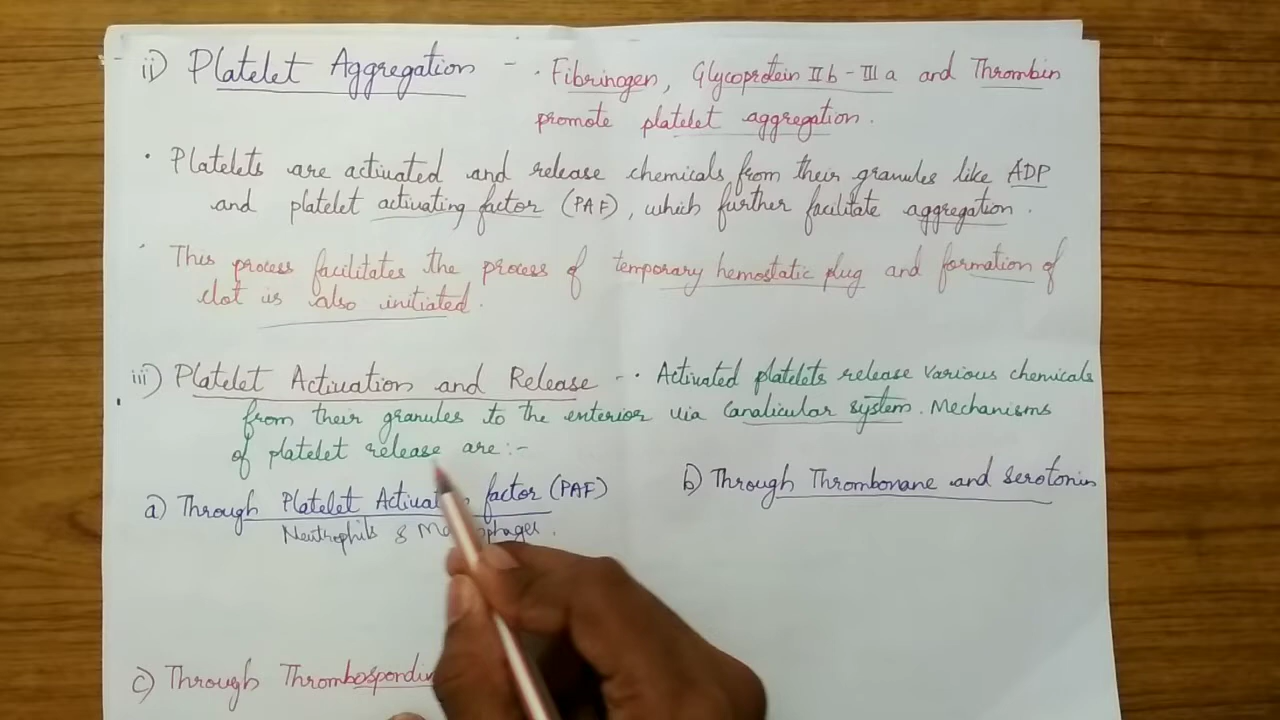 ii) Platelet Aggregation - · Fibrinogen, Glycoprotein IIb-IIIa and Thrombin
promote platelet aggregation.
· Platelets are activated and release chemicals from their granules like ADP
and platelet activating factor (PAF), which further facilitate aggregation.
· This process facilitates the process of temporary hemostatic plug and formation of
clot is also initiated.
iii) Platelet Activation and Release - · Activated platelets release various chemicals
from their granules to the exterior via Canalicular system. Mechanisms
of platelet release are:-
a) Through Platelet factor (PAF)
Neutrophils &
b) Through Thromboxane and serotonin
c) Through